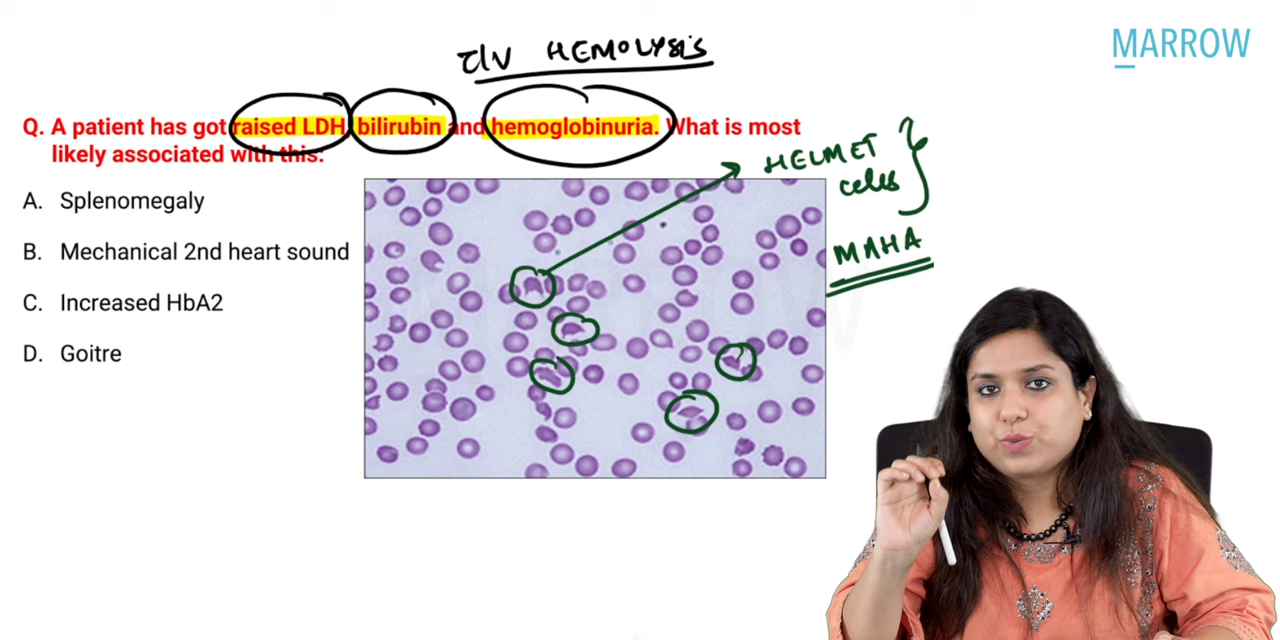 MARROW
I/V HEMOLYSIS
Q. A patient has got raised LDH, bilirubin and hemoglobinuria. What is most
likely associated with this:
HELMET
cells
MAHA
A. Splenomegaly
B. Mechanical 2nd heart sound
C. Increased HbA2
D. Goitre